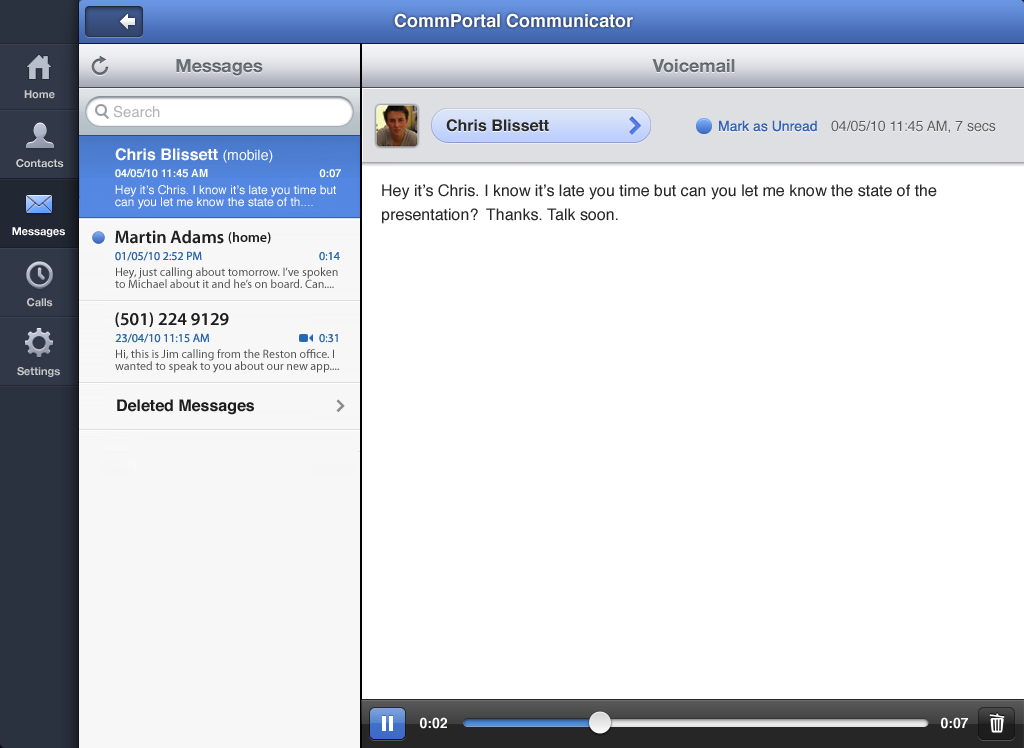 CommPortal Communicator
Home
Contacts
Messages
Calls
Settings
Messages
Search
Chris Blissett (mobile)
04/05/10 11:45 AM 0:07
Hey it's Chris. I know it's late you time but
can you let me know the state of th....
Martin Adams (home)
01/05/10 2:52 PM 0:14
Hey, just calling about tomorrow. I've spoken
to Michael about it and he's on board. Can....
(501) 224 9129
23/04/10 11:15 AM 0:31
Hi, this is Jim calling from the Reston office. I
wanted to speak to you about our new app....
Deleted Messages
Voicemail
Chris Blissett
Mark as Unread 04/05/10 11:45 AM, 7 secs
Hey it's Chris. I know it's late you time but can you let me know the state of the
presentation? Thanks. Talk soon.
0:02 0:07